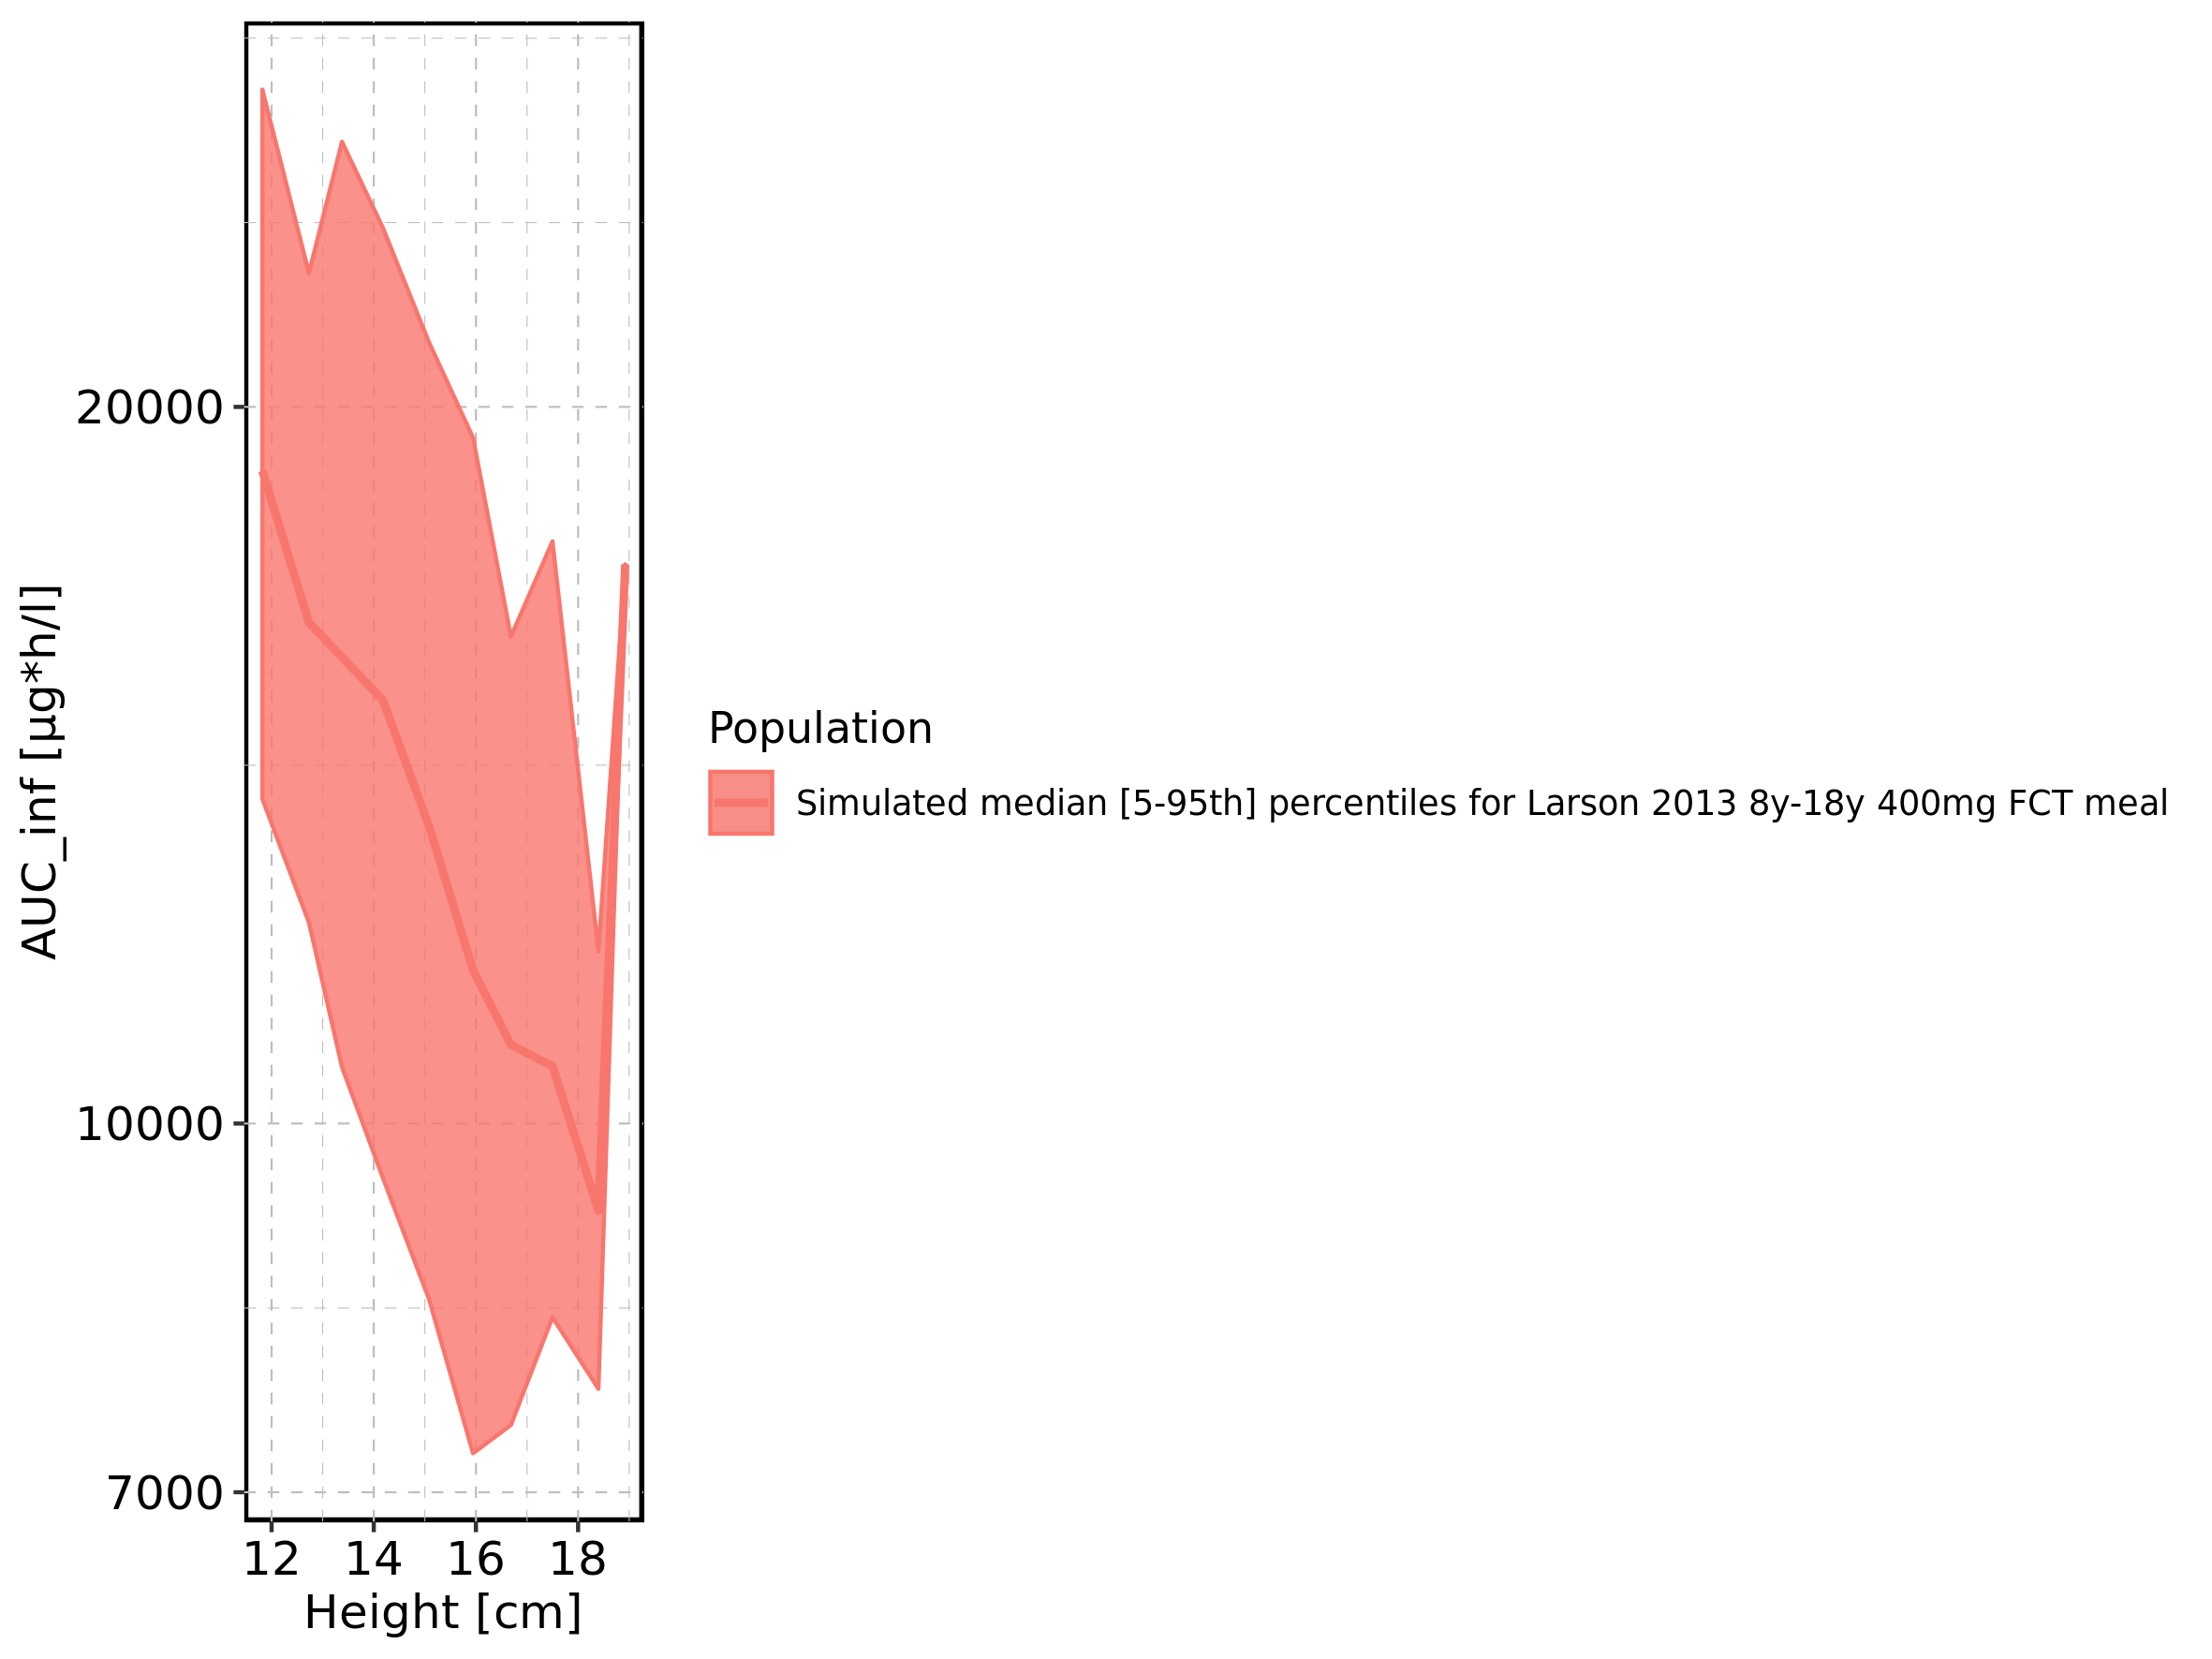 20000
10000
7000
AUC_inf [µg*h/l]
12 14 16 18
Height [cm]
Population
Simulated median [5-95th] percentiles for Larson 2013 8y-18y 400mg FCT meal